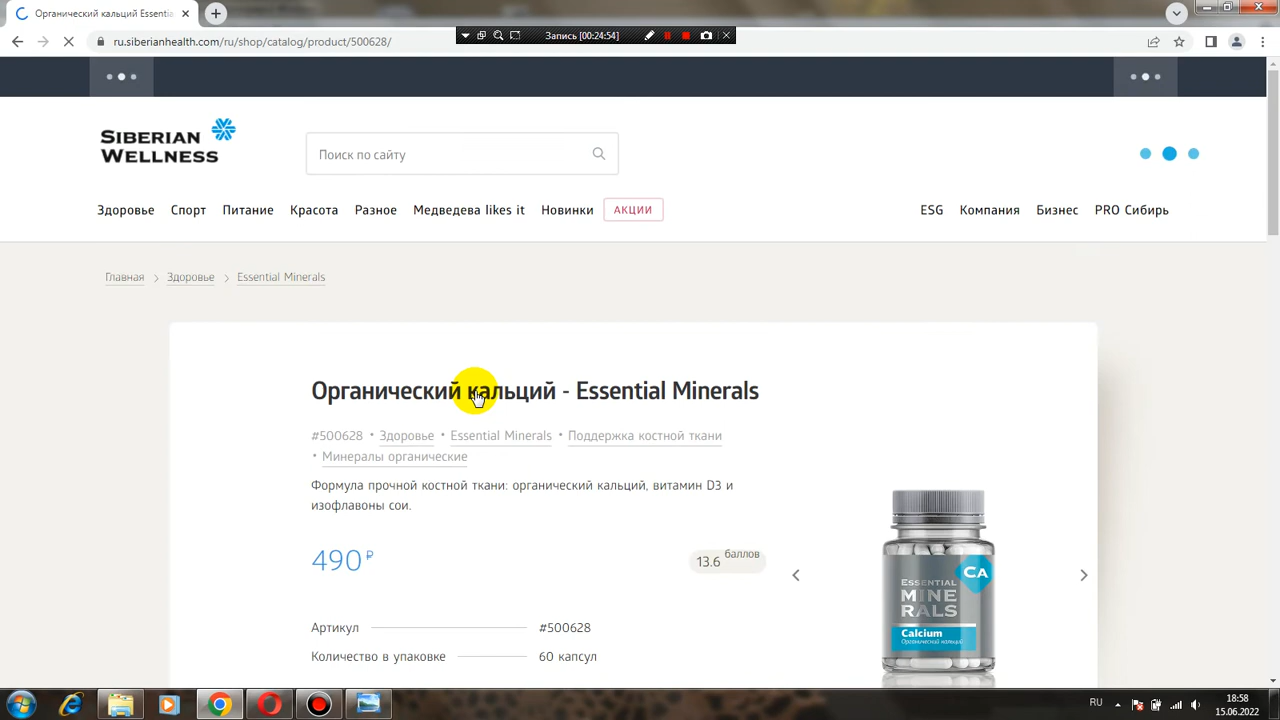 Органический кальций Essentia
ru.siberianhealth.com/ru/shop/catalog/product/500628/
Запись [00:24:54]
SIBERIAN
WELLNESS
Поиск по сайту
Здоровье Спорт Питание Красота Разное Медведева likes it Новинки АКЦИИ ESG Компания Бизнес PRO Сибирь
Главная Здоровье Essential Minerals
Органический кальций - Essential Minerals
#500628 • Здоровье • Essential Minerals • Поддержка костной ткани
• Минералы органические
Формула прочной костной ткани: органический кальций, витамин D3 и
изофлавоны сои.
490 ₽
13.6 баллов
Артикул #500628
Количество в упаковке 60 капсул
CA
ESSENTIAL
MINE
RALS
Calcium
Органический кальций
RU
18:58
15.06.2022